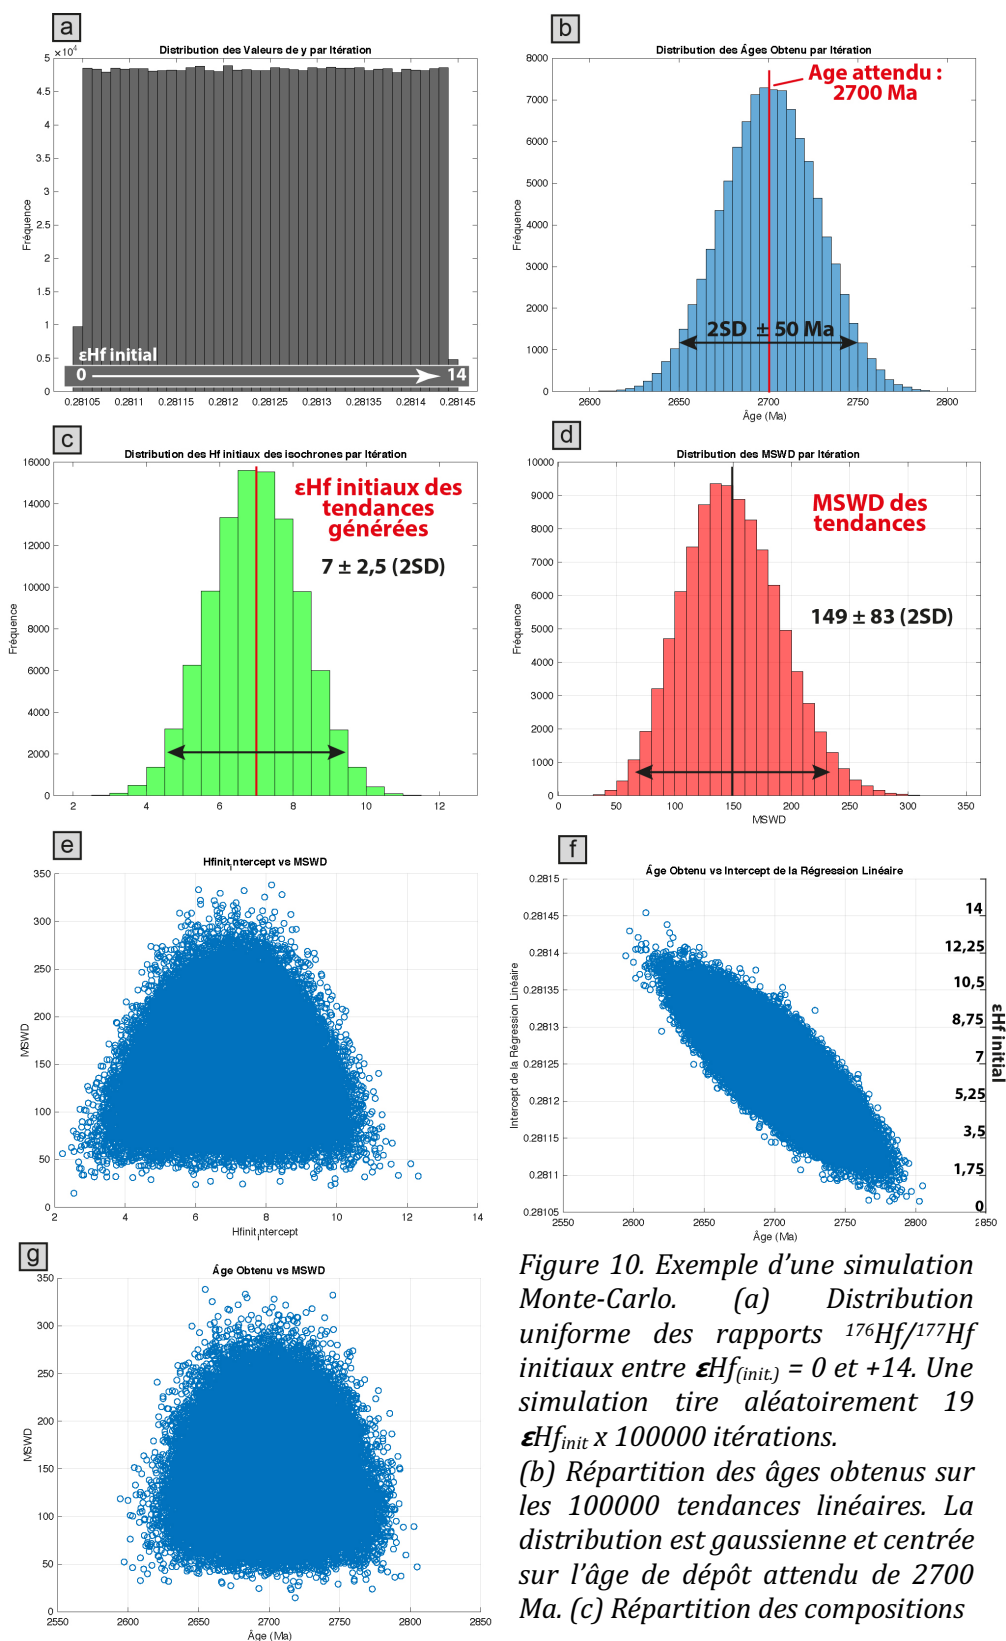 a
Distribution des Valeurs de y par Itération
×10⁴
5
4.5
4
3.5
3
2.5
2
1.5
1
0.5
0
Fréquence
εHf initial
0
14
0.28105 0.2811 0.28115 0.2812 0.28125 0.2813 0.28135 0.2814 0.28145
b
Distribution des Âges Obtenu par Itération
8000
7000
6000
5000
4000
3000
2000
1000
0
Fréquence
Age attendu :
2700 Ma
2SD ± 50 Ma
2600 2650 2700 2750 2800
Âge (Ma)
c
Distribution des Hf initiaux des isochrones par Itération
16000
14000
12000
10000
8000
6000
4000
2000
0
Fréquence
εHf initiaux des
tendances
générées
7 ± 2,5 (2SD)
2 4 6 8 10 12
d
Distribution des MSWD par Itération
10000
9000
8000
7000
6000
5000
4000
3000
2000
1000
0
Fréquence
MSWD des
tendances
149 ± 83 (2SD)
0 50 100 150 200 250 300 350
MSWD
e
Hfinitᵢntercept vs MSWD
350
300
250
200
150
100
50
0
MSWD
2 4 6 8 10 12 14
Hfinitᵢntercept
f
Âge Obtenu vs Intercept de la Régression Linéaire
0.2815
0.28145
0.2814
0.28135
0.2813
0.28125
0.2812
0.28115
0.2811
0.28105
Intercept de la Régression Linéaire
14
12,25
10,5
8,75
7
5,25
3,5
1,75
0
εHf initial
2550 2600 2650 2700 2750 2800 2850
Âge (Ma)
g
Âge Obtenu vs MSWD
350
300
250
200
150
100
50
0
MSWD
2550 2600 2650 2700 2750 2800 2850
Âge (Ma)
Figure 10. Exemple d’une simulation
Monte-Carlo. (a) Distribution
uniforme des rapports ¹⁷⁶Hf/¹⁷⁷Hf
initiaux entre εHf(init.) = 0 et +14. Une
simulation tire aléatoirement 19
εHfinit x 100000 itérations.
(b) Répartition des âges obtenus sur
les 100000 tendances linéaires. La
distribution est gaussienne et centrée
sur l’âge de dépôt attendu de 2700
Ma. (c) Répartition des compositions